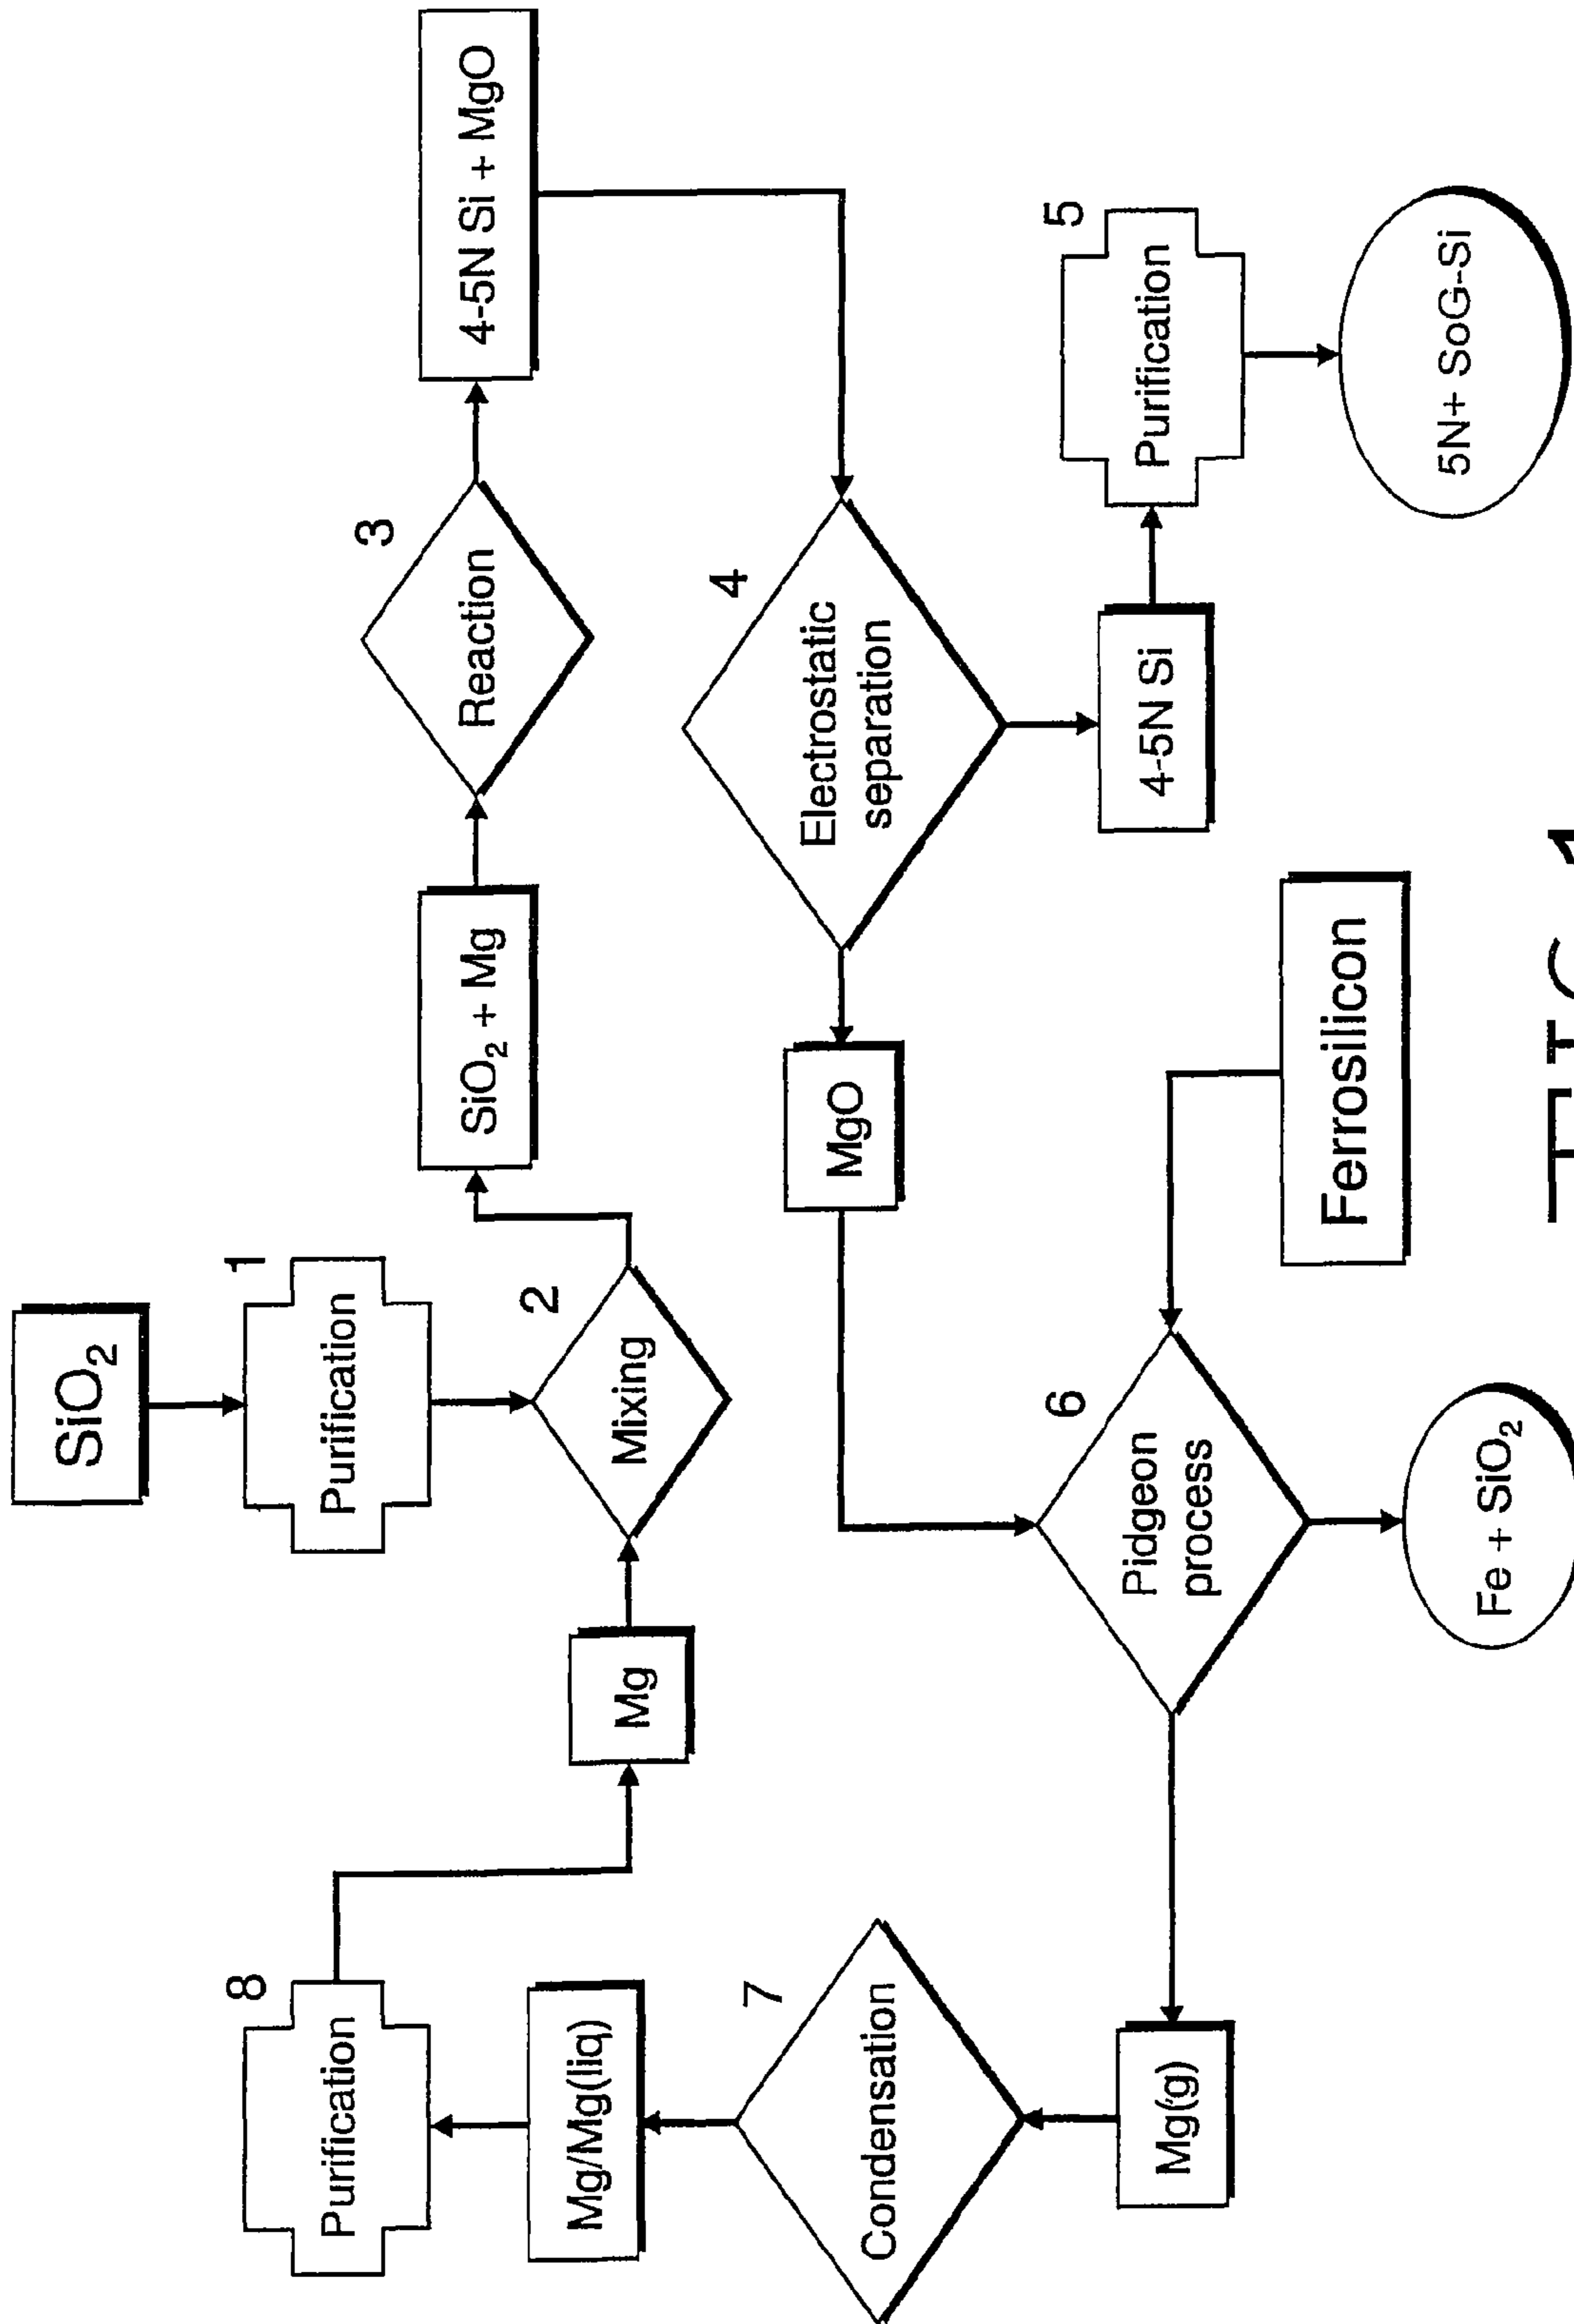 SiO₂
1
Purification
2
Mixing
Mg
8
Purification
Mg/Mg(liq)
7
Condensation
Mg(g)
SiO₂ + Mg
3
Reaction
4-5N Si + MgO
4
Electrostatic
separation
MgO
4-5N Si
5
Purification
5N+ SoG-Si
6
Pidgeon
process
Ferrosilicon
Fe + SiO₂